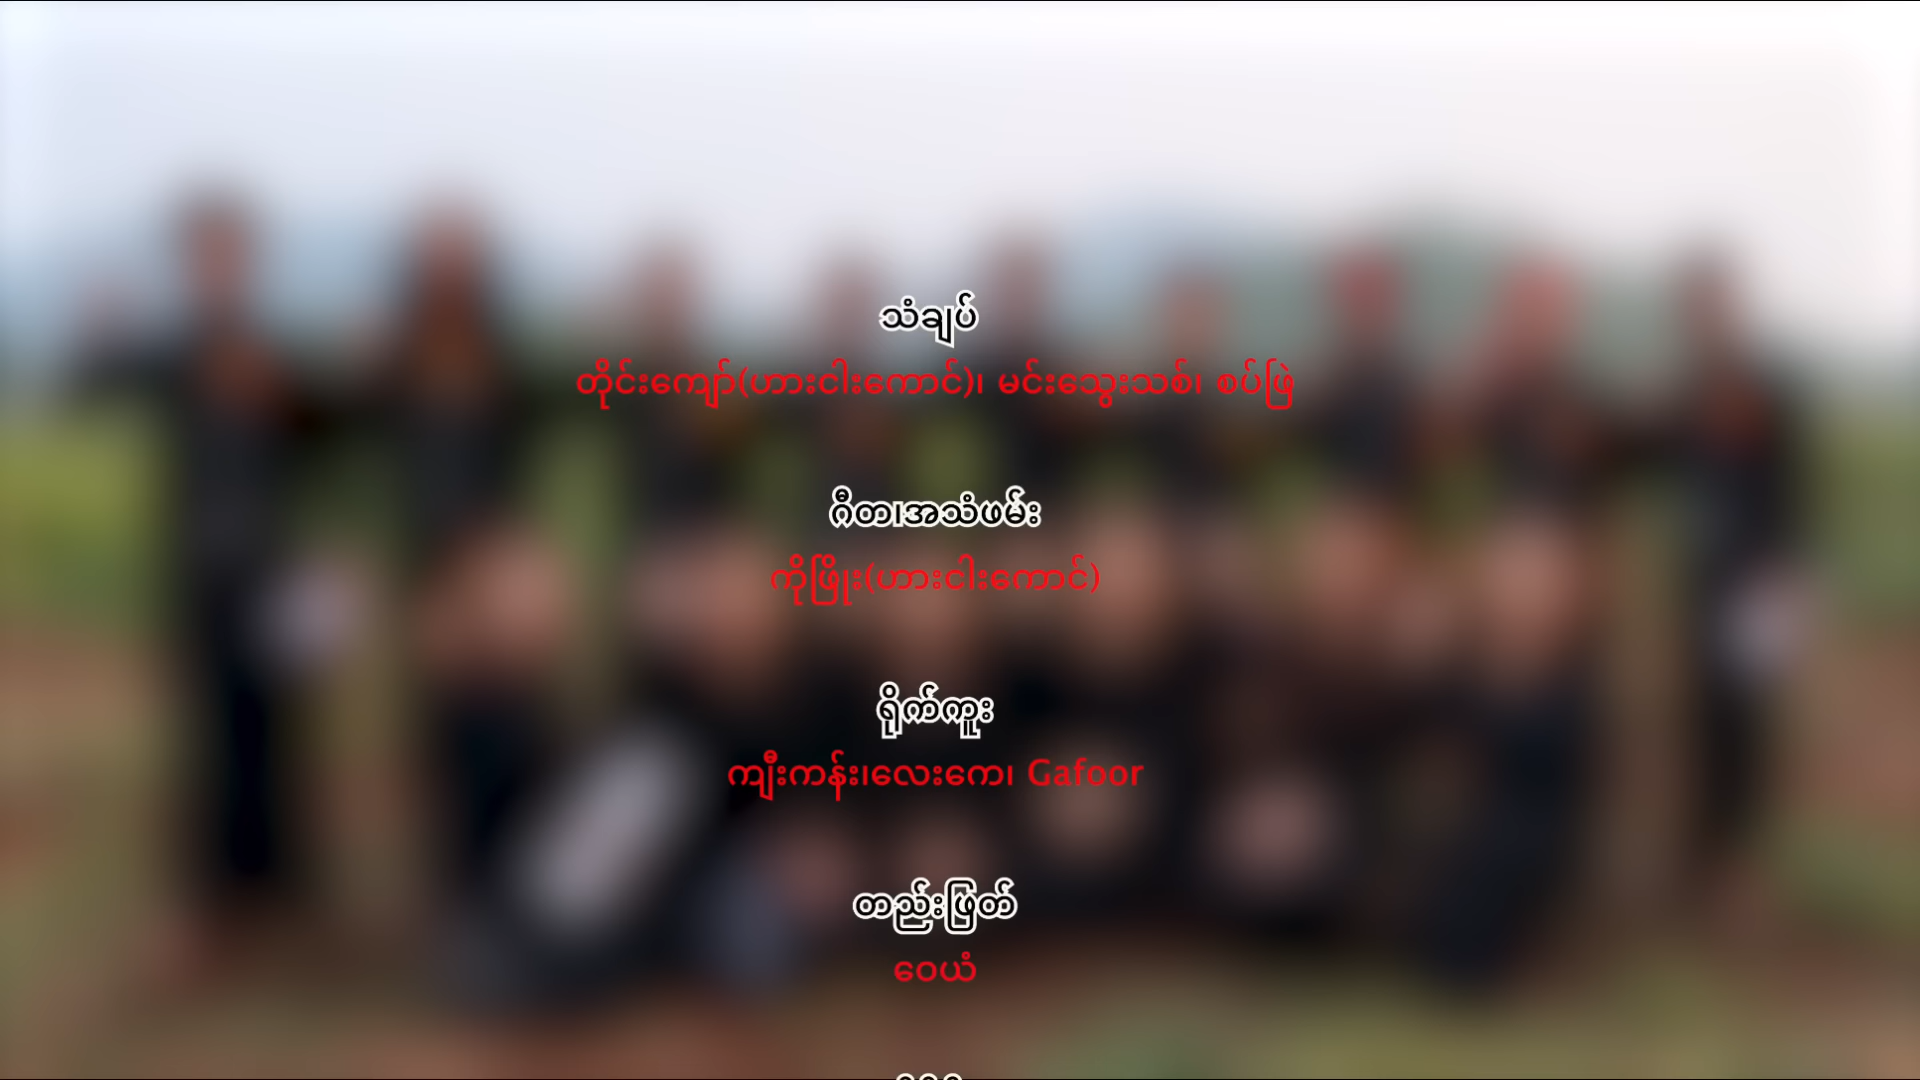 သံချပ်
တိုင်းကျော်(ဟားငါးကောင်)၊ မင်းသွေးသစ်၊ စပ်ဖြဲ
ဂီတ၊အသံဖမ်း
ကိုဖြိုး(ဟားငါးကောင်)
ရိုက်ကူး
ကျီးကန်း၊လေးကေ၊ Gafoor
တည်းဖြတ်
ဝေယံ